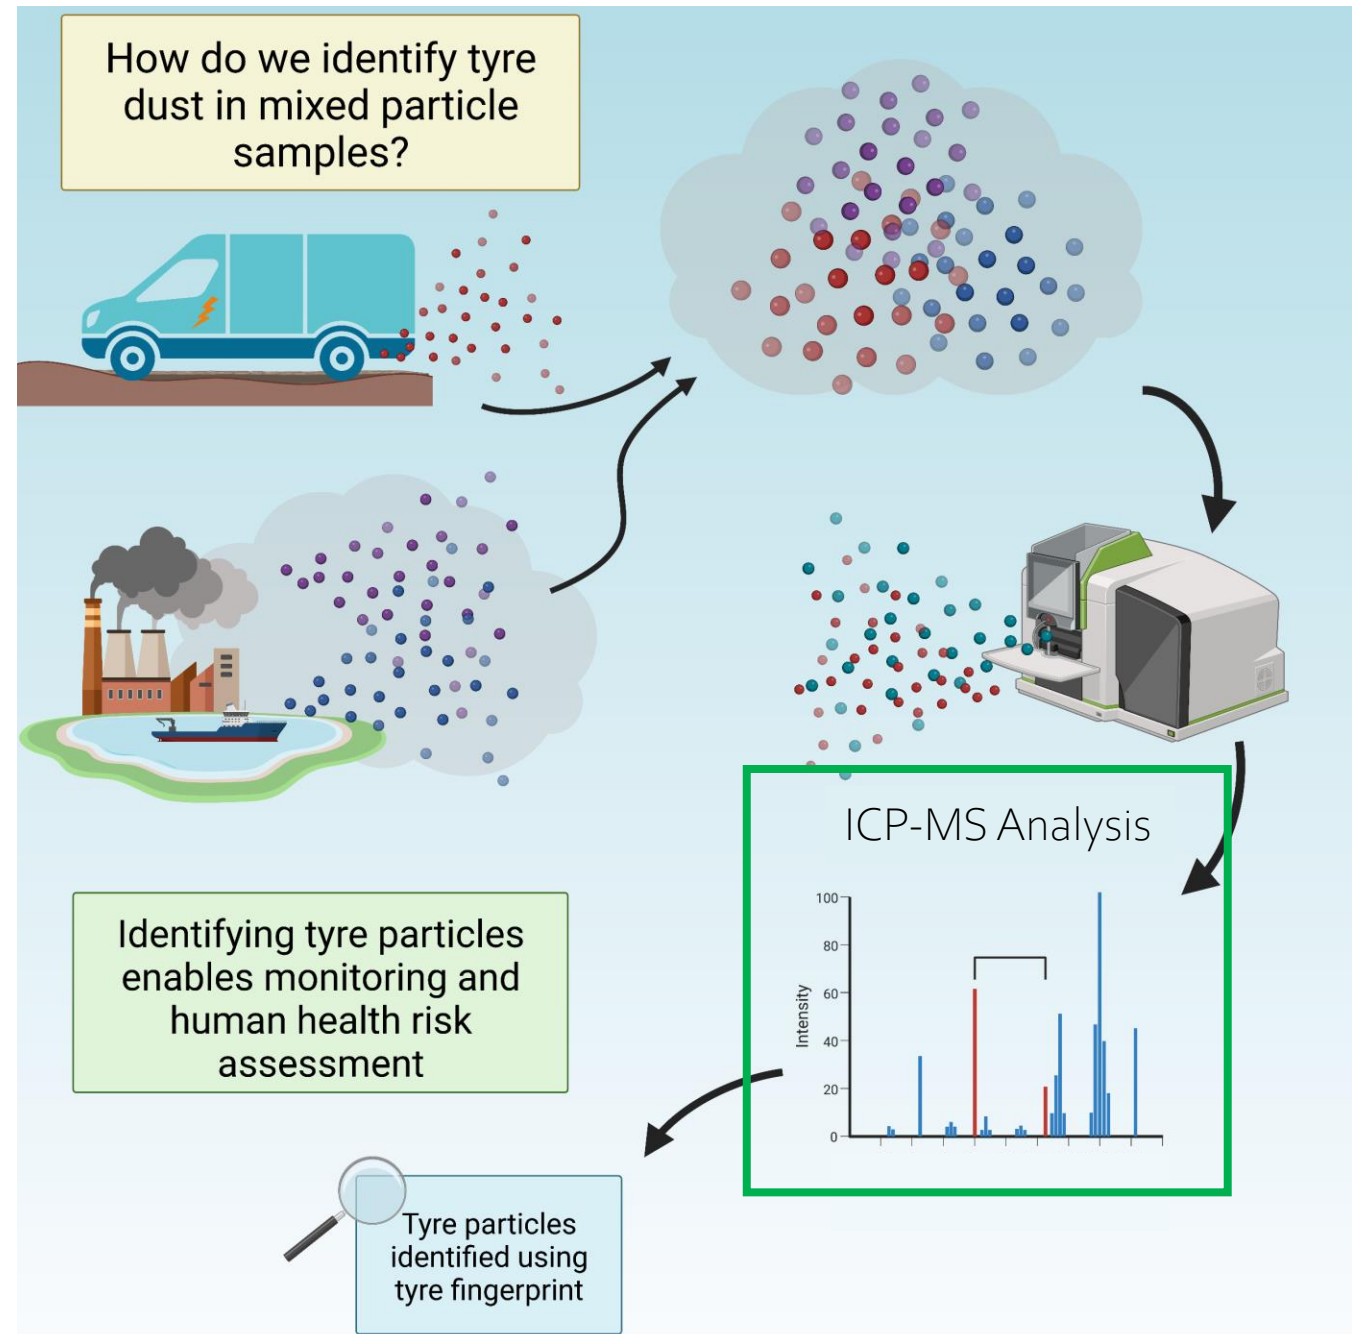 How do we identify tyre
dust in mixed particle
samples?
ICP-MS Analysis
100
80
60
40
20
0
Intensity
Identifying tyre particles
enables monitoring and
human health risk
assessment
Tyre particles
identified using
tyre fingerprint